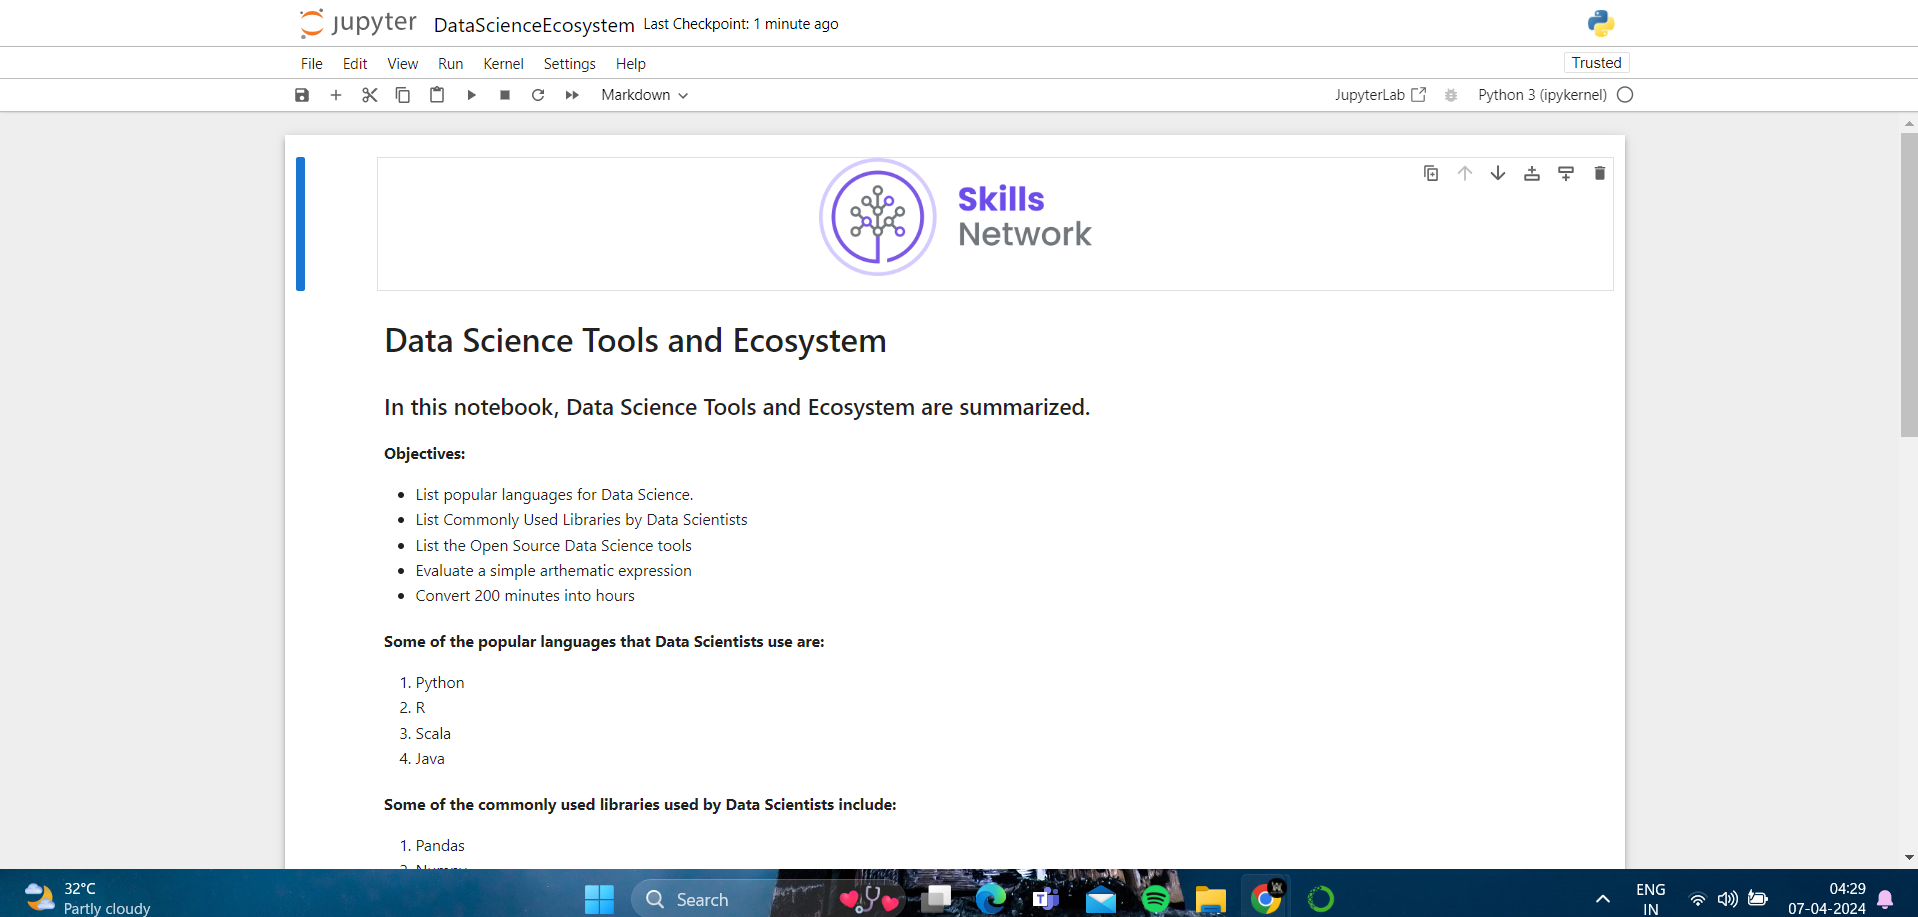 jupyter DataScienceEcosystem Last Checkpoint: 1 minute ago
File Edit View Run Kernel Settings Help Trusted
Markdown JupyterLab Python 3 (ipykernel)
Skills
Network
Data Science Tools and Ecosystem
In this notebook, Data Science Tools and Ecosystem are summarized.
Objectives:
• List popular languages for Data Science.
• List Commonly Used Libraries by Data Scientists
• List the Open Source Data Science tools
• Evaluate a simple arthematic expression
• Convert 200 minutes into hours
Some of the popular languages that Data Scientists use are:
1. Python
2. R
3. Scala
4. Java
Some of the commonly used libraries used by Data Scientists include:
1. Pandas
32°C
Partly cloudy
Search
ENG
IN
04:29
07-04-2024